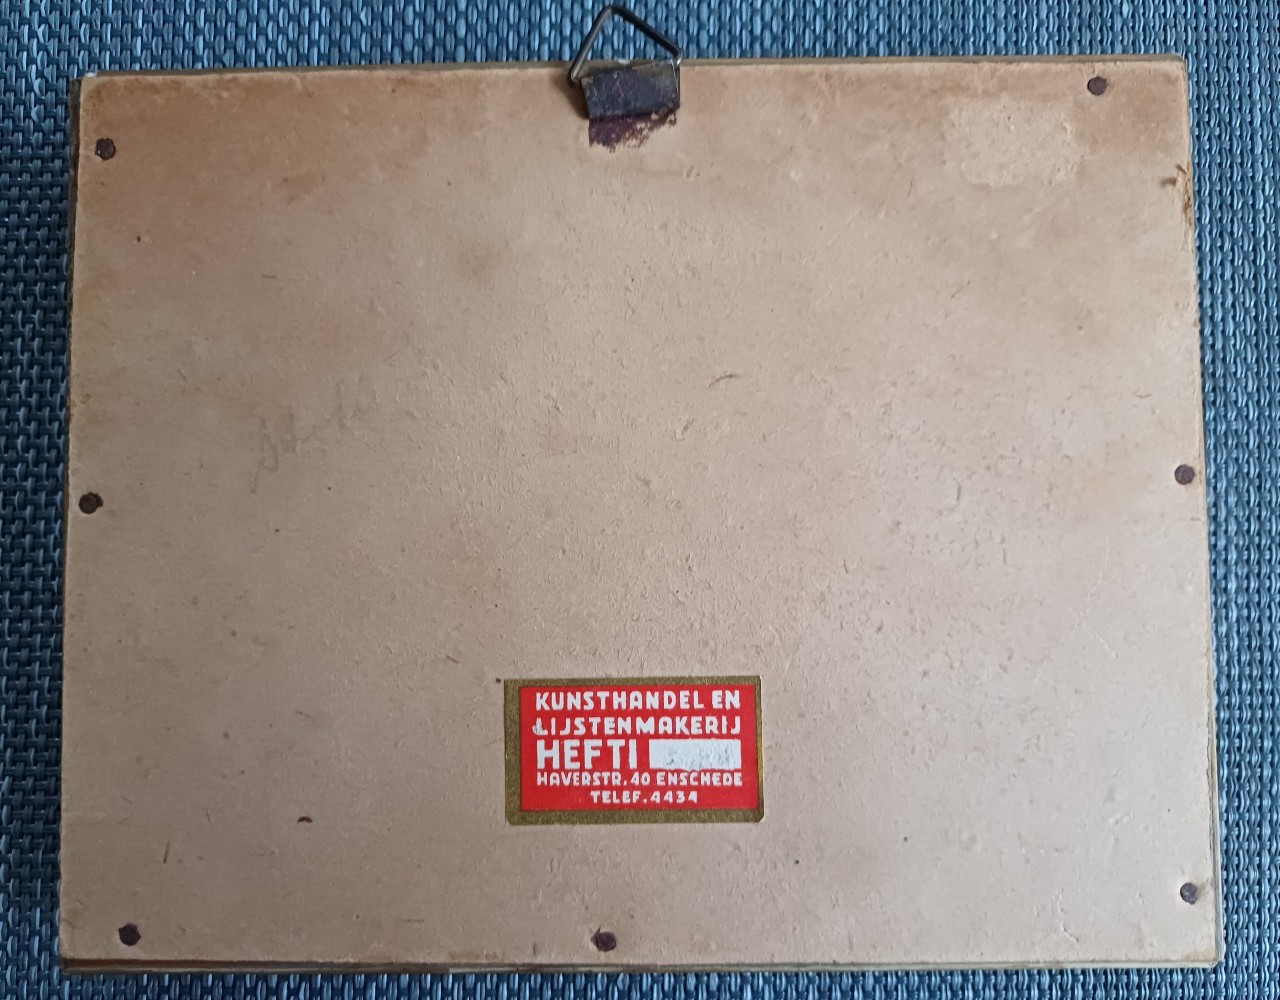 KUNSTHANDEL EN
LIJSTENMAKERIJ
HEFTI
HAVERSTR. 40 ENSCHEDE
TELEF. 4434